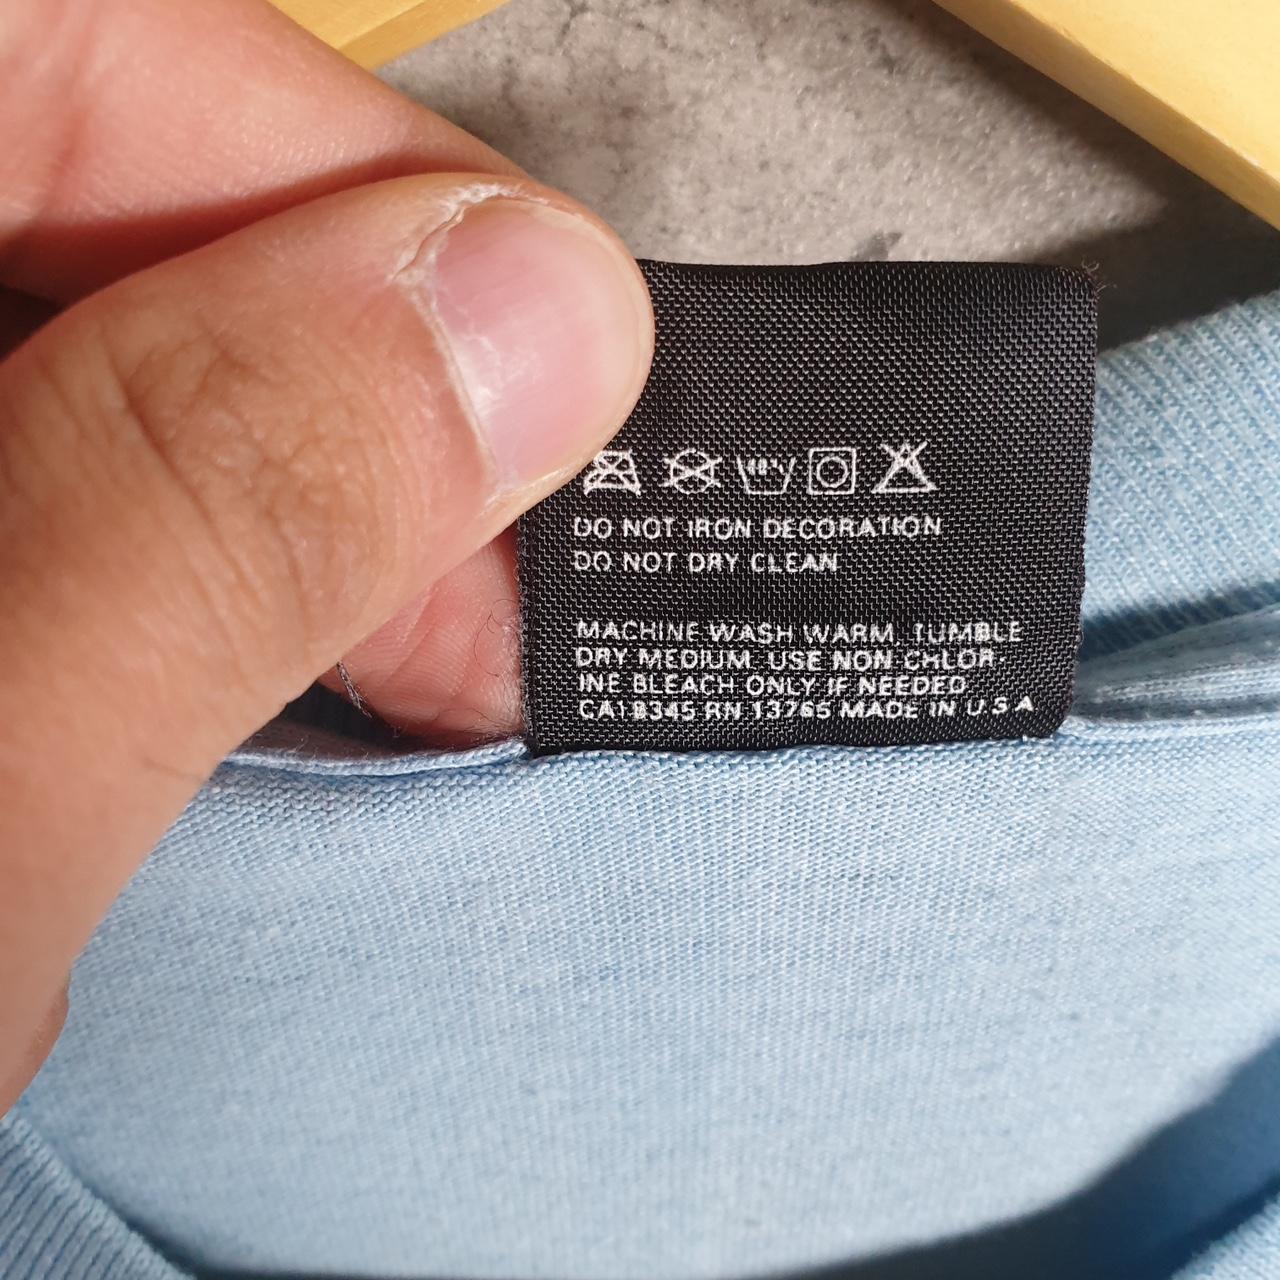 40°
DO NOT IRON DECORATION
DO NOT DRY CLEAN
MACHINE WASH WARM. TUMBLE
DRY MEDIUM. USE NON CHLOR-
INE BLEACH ONLY IF NEEDED
CA18345 RN 13765 MADE IN U.S.A